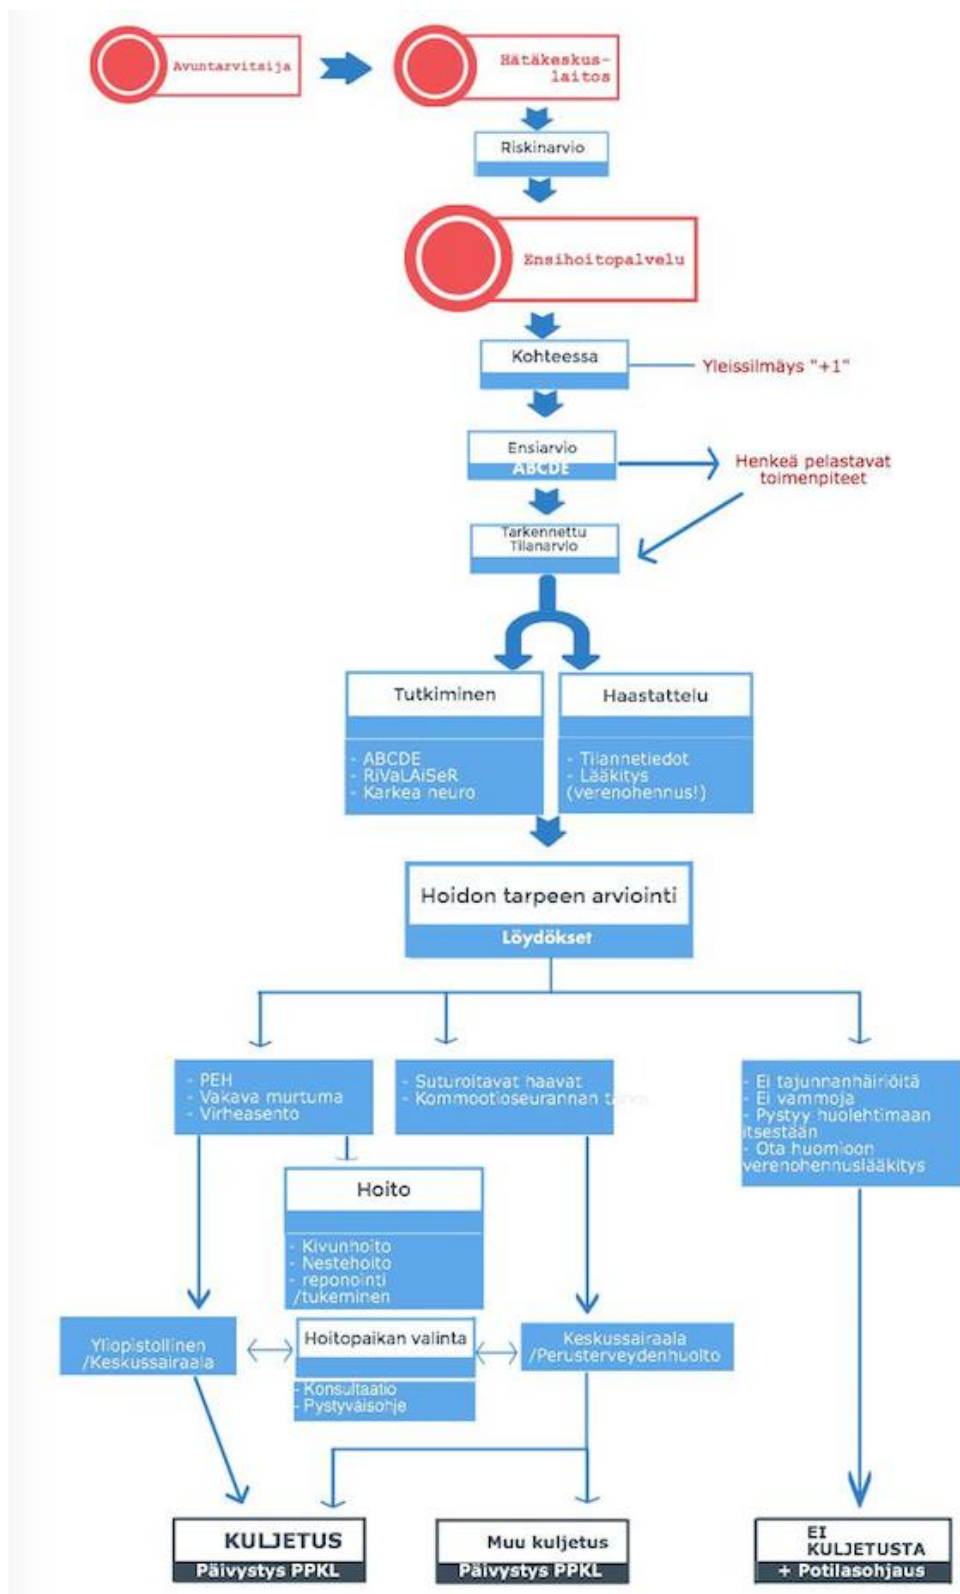 Avuntarvitsija
Hätäkeskus-
laitos
Riskinarvio
Ensihoitopalvelu
Kohteessa
Yleissilmäys "+1"
Ensiarvio
ABCDE
Henkeä pelastavat
toimenpiteet
Tarkennettu
Tilanarvio
Tutkiminen
- ABCDE
- RiVaLAiSeR
- Karkea neuro
Haastattelu
- Tilannetiedot
- Lääkitys
(verenohennus!)
Hoidon tarpeen arviointi
Löydökset
- PEH
- Vakava murtuma
- Virheasento
- Suturoitavat haavat
- Kommootioseurannan
- Ei tajunnanhäiriöitä
- Ei vammoja
- Pystyy huolehtimaan
itsestään
- Ota huomioon
verenohennuslääkitys
Hoito
- Kivunhoito
- Nestehoito
- reponointi
/tukeminen
Yliopistollinen
/Keskussairaala
Hoitopaikan valinta
- Konsultaatio
- Pystyväisohje
Keskussairaala
/Perusterveydenhuolto
KULJETUS
Päivystys PPKL
Muu kuljetus
Päivystys PPKL
EI
KULJETUSTA
+ Potilasohjaus